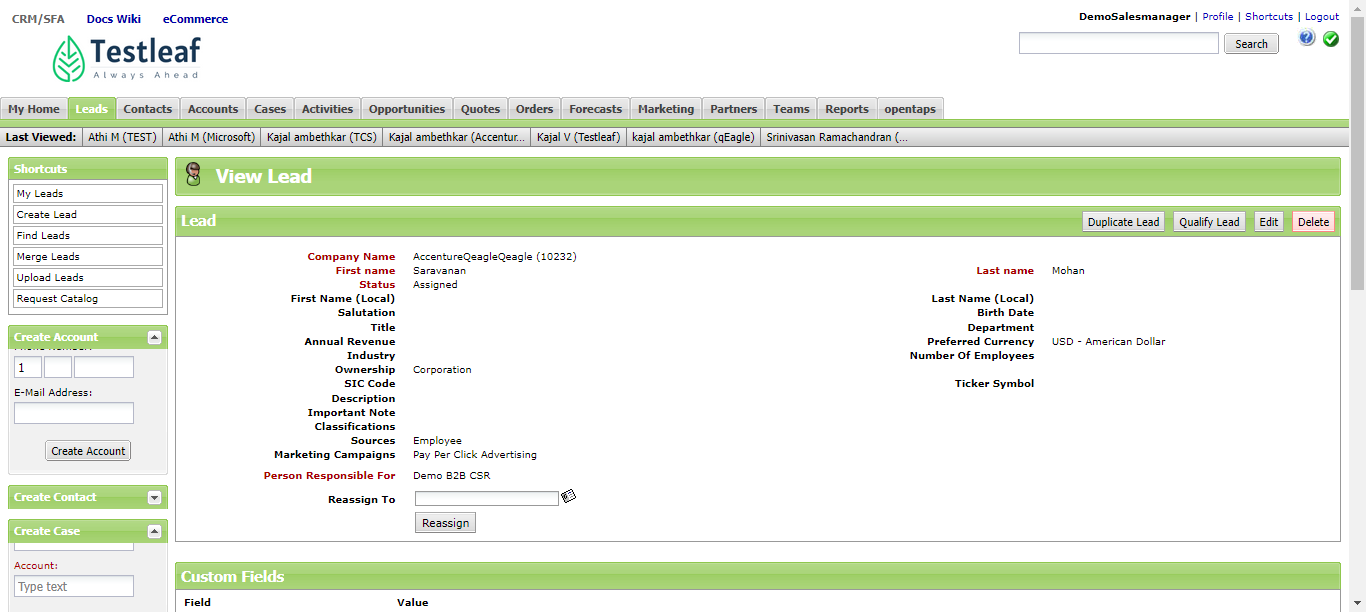 CRM/SFA Docs Wiki eCommerce
DemoSalesmanager | Profile | Shortcuts | Logout
Testleaf
Always Ahead
Search
My Home Leads Contacts Accounts Cases Activities Opportunities Quotes Orders Forecasts Marketing Partners Teams Reports opentaps
Last Viewed: Athi M (TEST) Athi M (Microsoft) Kajal ambethkar (TCS) Kajal ambethkar (Accentur... Kajal V (Testleaf) kajal ambethkar (qEagle) Srinivasan Ramachandran (...
Shortcuts
My Leads
Create Lead
Find Leads
Merge Leads
Upload Leads
Request Catalog
Create Account
Phone Number:
1
E-Mail Address:
Create Account
Create Contact
Create Case
Account:
Type text
View Lead
Lead Duplicate Lead Qualify Lead Edit Delete
Company Name AccentureQeagleQeagle (10232)
First name Saravanan Last name Mohan
Status Assigned
First Name (Local) Last Name (Local)
Salutation Birth Date
Title Department
Annual Revenue Preferred Currency USD - American Dollar
Industry Number Of Employees
Ownership Corporation
SIC Code Ticker Symbol
Description
Important Note
Classifications
Sources Employee
Marketing Campaigns Pay Per Click Advertising
Person Responsible For Demo B2B CSR
Reassign To
Reassign
Custom Fields
Field Value